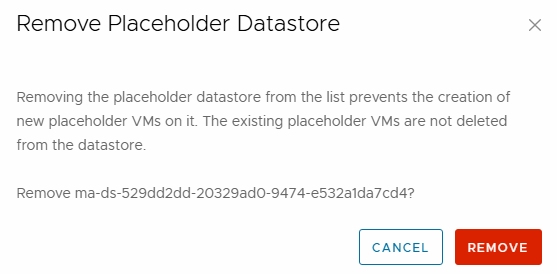 Remove Placeholder Datastore
Removing the placeholder datastore from the list prevents the creation of
new placeholder VMs on it. The existing placeholder VMs are not deleted
from the datastore.
Remove ma-ds-529dd2dd-20329ad0-9474-e532a1da7cd4?
CANCEL
REMOVE